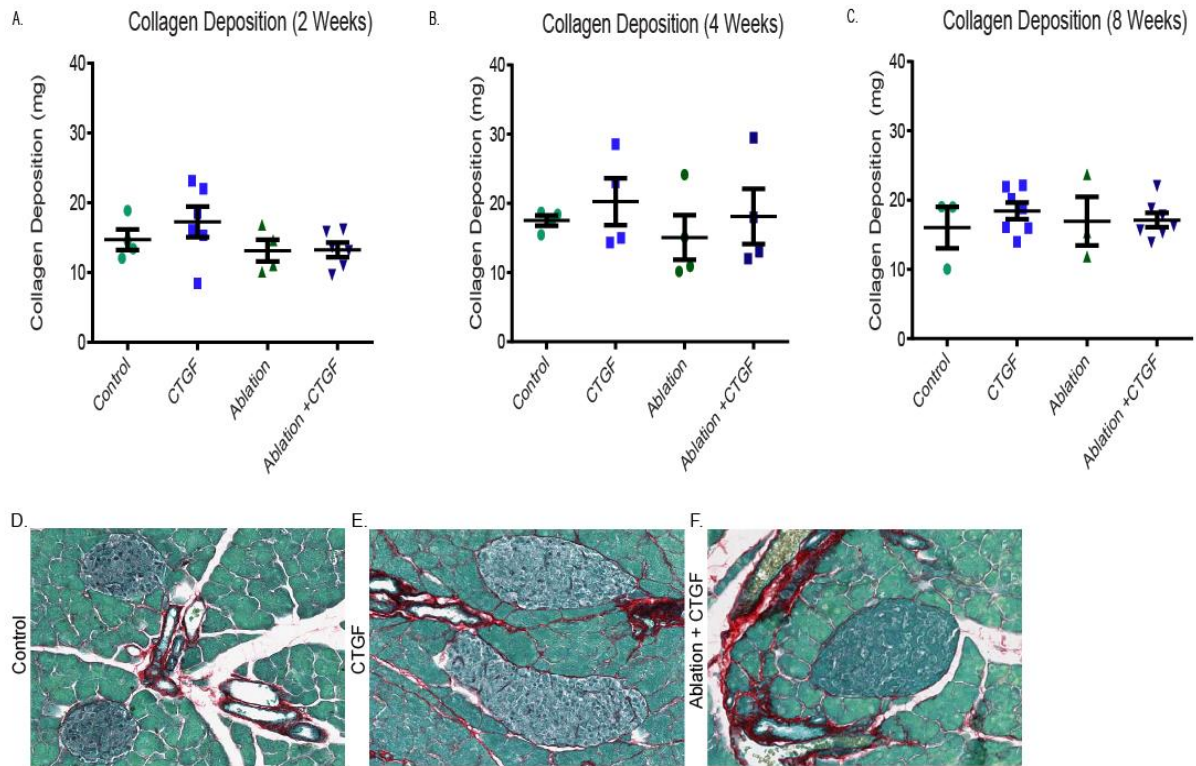 A.
Collagen Deposition (2 Weeks)
Collagen Deposition (mg)
40
30
20
10
0
Control
CTGF
Ablation
Ablation +CTGF
B.
Collagen Deposition (4 Weeks)
Collagen Deposition (mg)
40
30
20
10
0
Control
CTGF
Ablation
Ablation +CTGF
C.
Collagen Deposition (8 Weeks)
Collagen Deposition (mg)
40
30
20
10
0
Control
CTGF
Ablation
Ablation +CTGF
D.
Control
E.
CTGF
F.
Ablation + CTGF